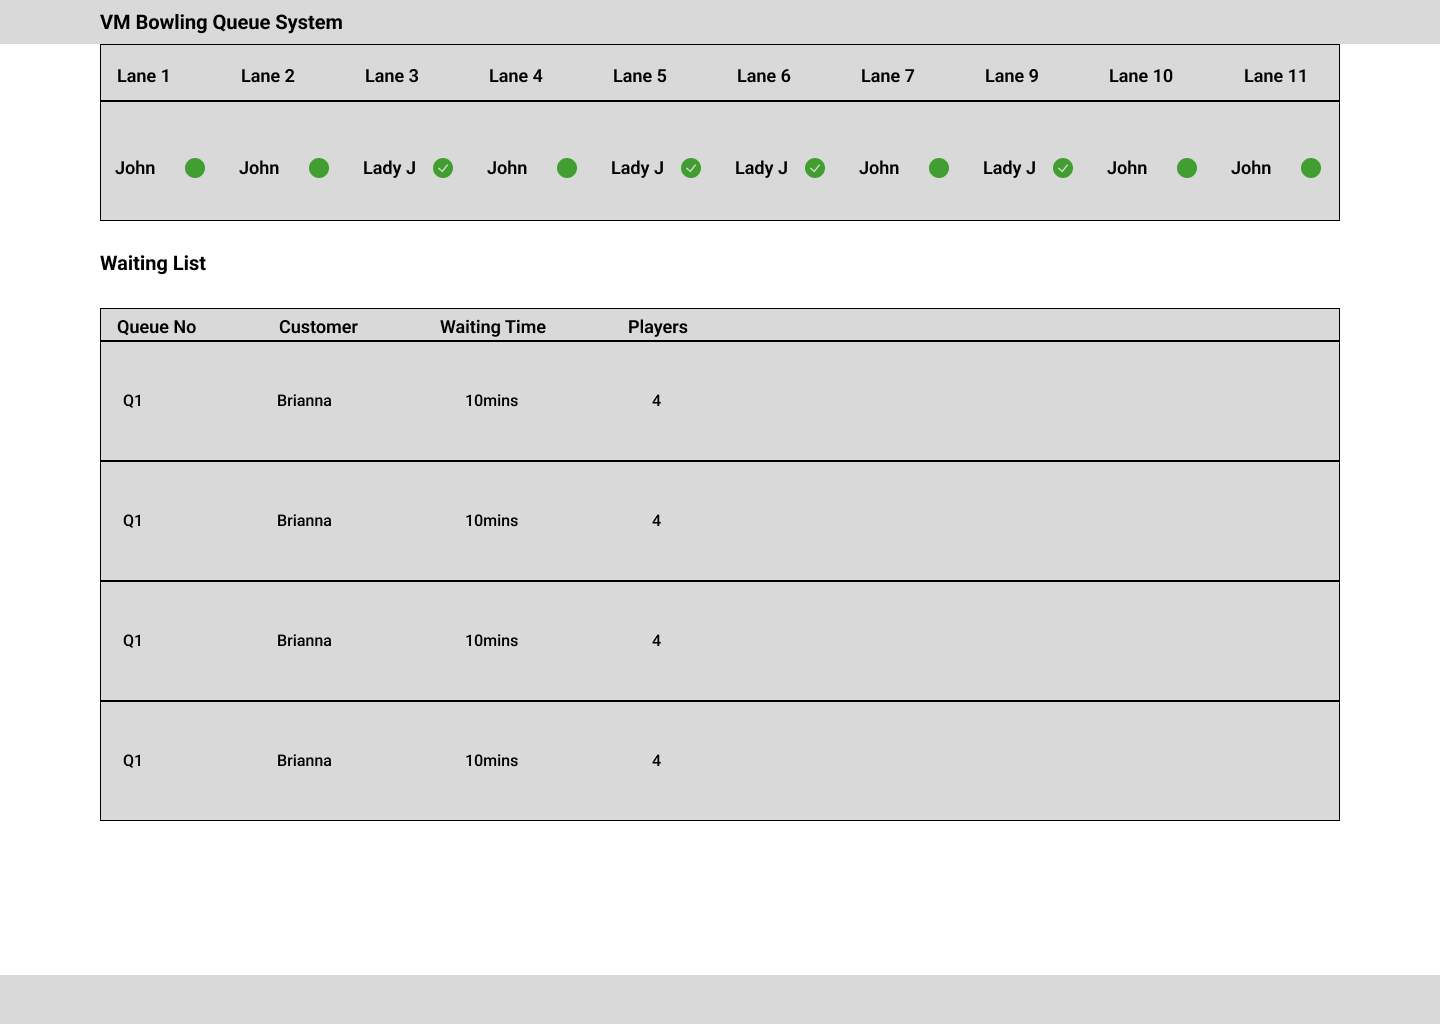 VM Bowling Queue System
Lane 1 Lane 2 Lane 3 Lane 4 Lane 5 Lane 6 Lane 7 Lane 9 Lane 10 Lane 11
John John Lady J John Lady J Lady J John Lady J John John
Waiting List
Queue No Customer Waiting Time Players
Q1 Brianna 10mins 4
Q1 Brianna 10mins 4
Q1 Brianna 10mins 4
Q1 Brianna 10mins 4